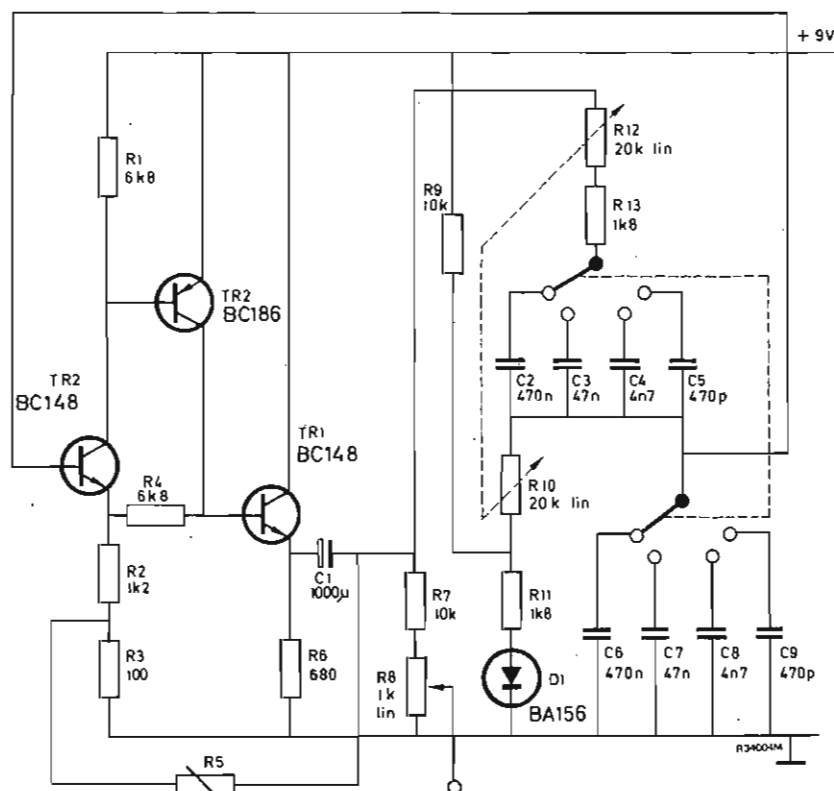 + 9V
R1
6k8
R12
20k lin
R9
10k
R13
1k8
TR2
BC186
C2
470n
C3
47n
C4
4n7
C5
470p
TR2
BC148
TR1
BC148
R4
6k8
R10
20k lin
R2
1k2
C1
1000µ
R7
10k
R11
1k8
R3
100
R6
680
R8
1k
lin
D1
BA156
C6
470n
C7
47n
C8
4n7
C9
470p
R5